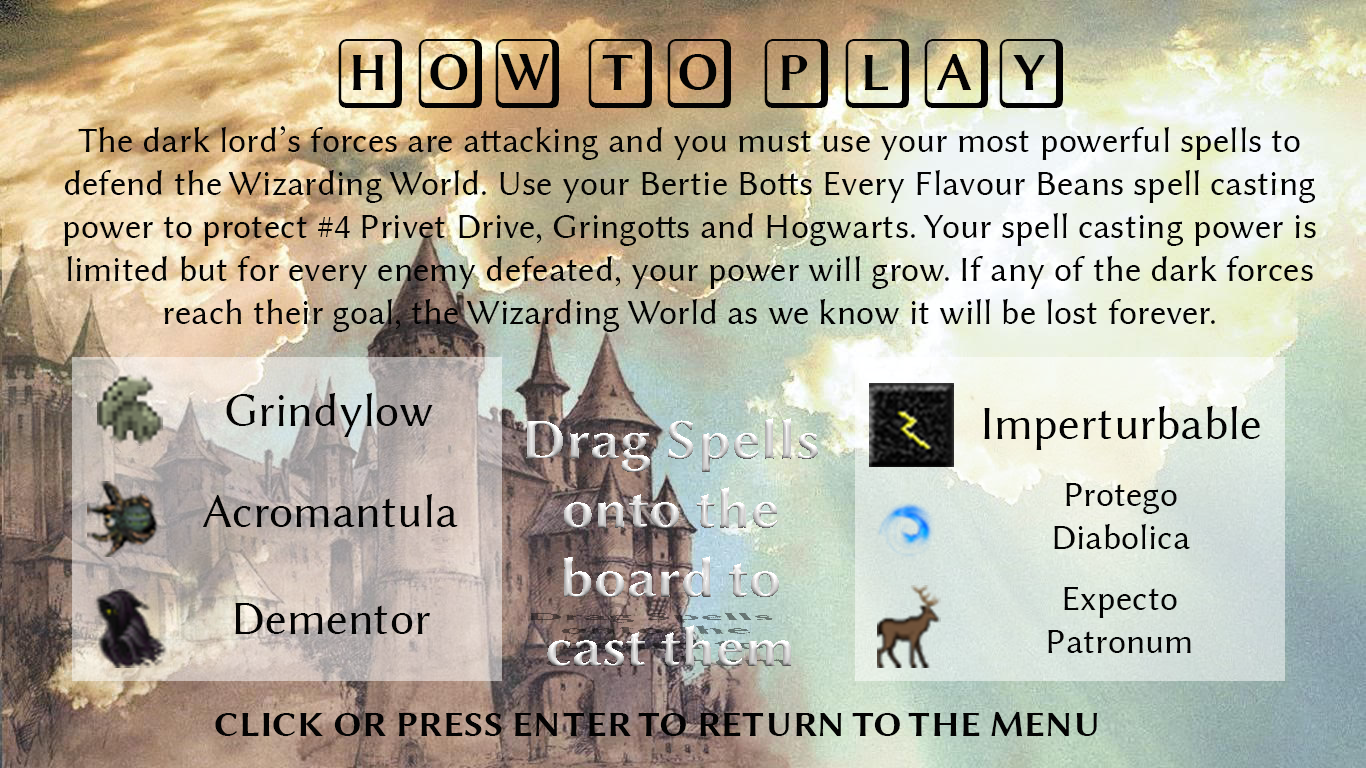 HOW TO PLAY
The dark lord's forces are attacking and you must use your most powerful spells to
defend the Wizarding World. Use your Bertie Botts Every Flavour Beans spell casting
power to protect #4 Privet Drive, Gringotts and Hogwarts. Your spell casting power is
limited but for every enemy defeated, your power will grow. If any of the dark forces
reach their goal, the Wizarding World as we know it will be lost forever.
Grindylow
Acromantula
Dementor
Drag Spells
onto the
board to
cast them
Drag Spells
Imperturbable
Protego
Diabolica
Expecto
Patronum
CLICK OR PRESS ENTER TO RETURN TO THE MENU